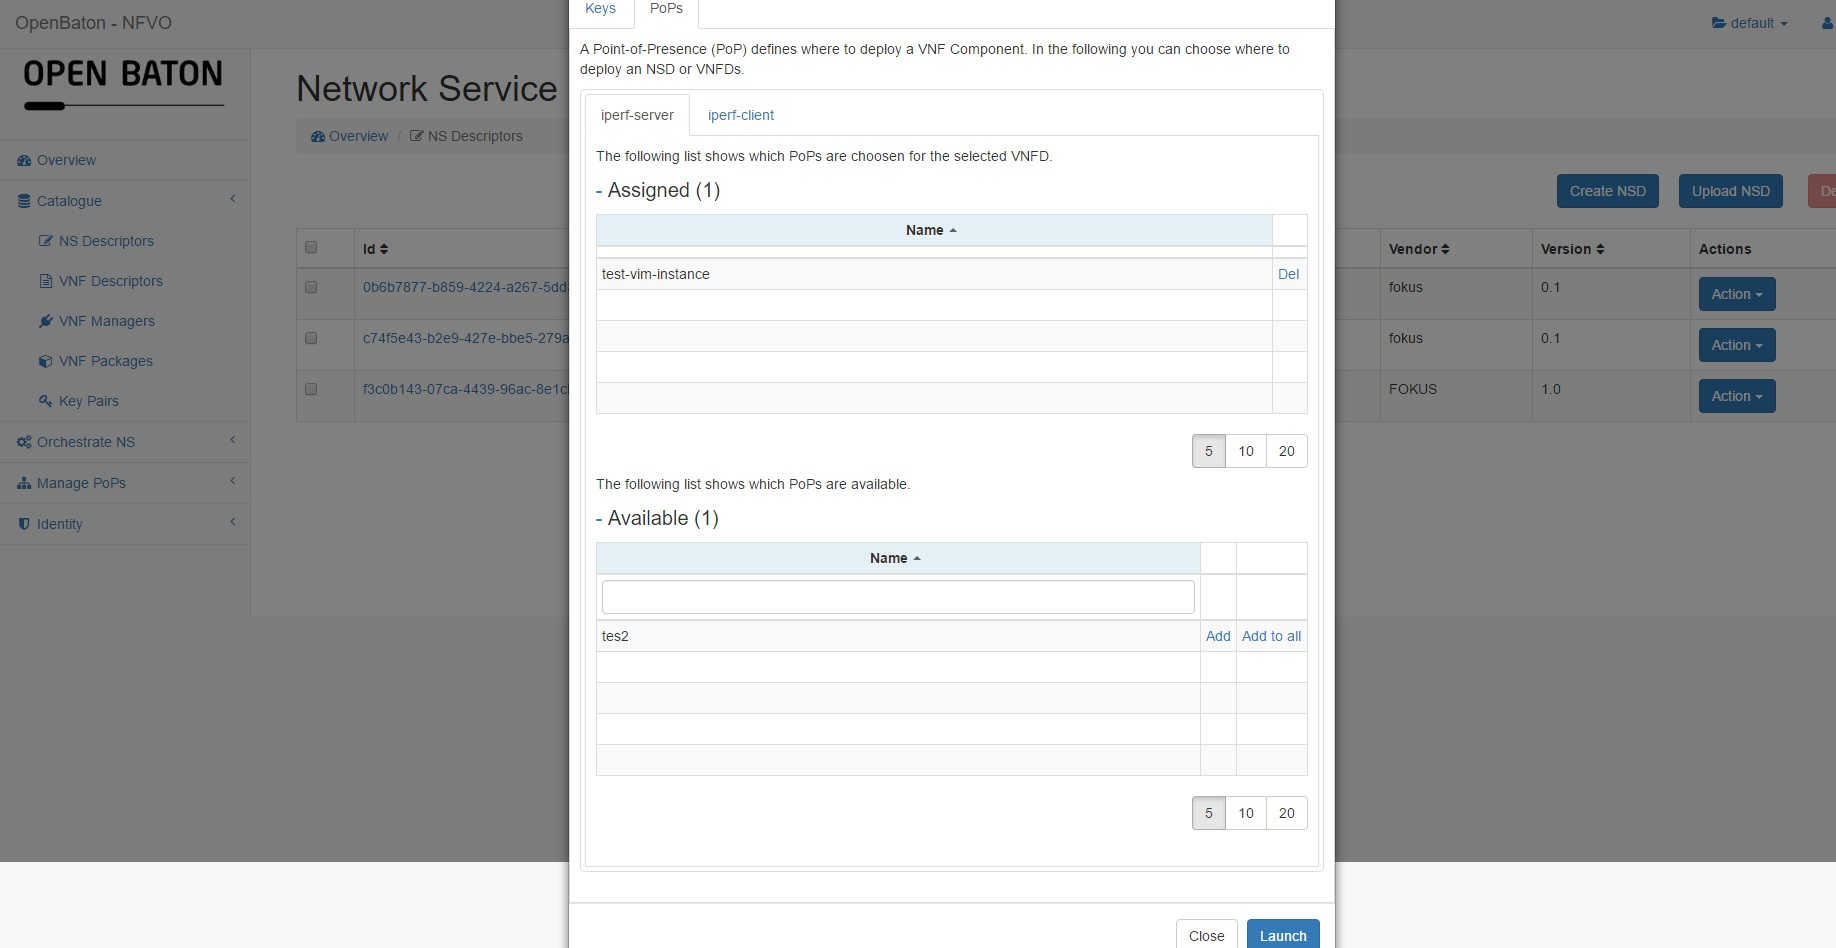 OpenBaton - NFVO
default
OPEN BATON
Overview
Catalogue
NS Descriptors
VNF Descriptors
VNF Managers
VNF Packages
Key Pairs
Orchestrate NS
Manage PoPs
Identity
Network Service
Overview / NS Descriptors
Create NSD
Upload NSD
Id
Vendor
Version
Actions
0b6b7877-b859-4224-a267-5dd
fokus
0.1
Action
c74f5e43-b2e9-427e-bbe5-279a
fokus
0.1
Action
f3c0b143-07ca-4439-96ac-8e1c
FOKUS
1.0
Action
Keys
PoPs
A Point-of-Presence (PoP) defines where to deploy a VNF Component. In the following you can choose where to
deploy an NSD or VNFDs.
iperf-server
iperf-client
The following list shows which PoPs are choosen for the selected VNFD.
- Assigned (1)
Name
test-vim-instance
Del
5
10
20
The following list shows which PoPs are available.
- Available (1)
Name
tes2
Add
Add to all
5
10
20
Close
Launch